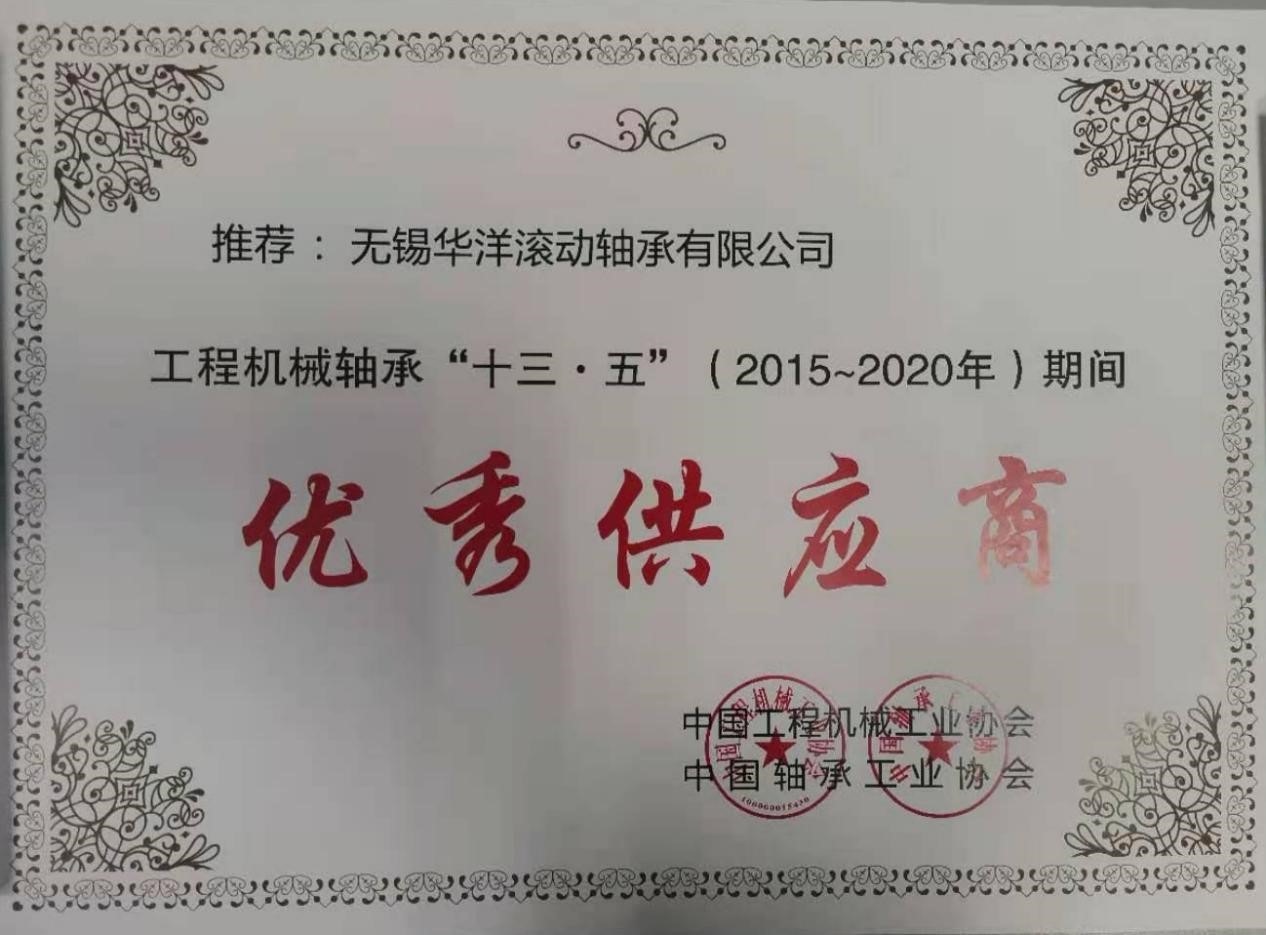 推荐：无锡华洋滚动轴承有限公司
工程机械轴承“十三·五”（2015~2020年）期间
优秀供应商
中国工程机械工业协会
中国轴承工业协会